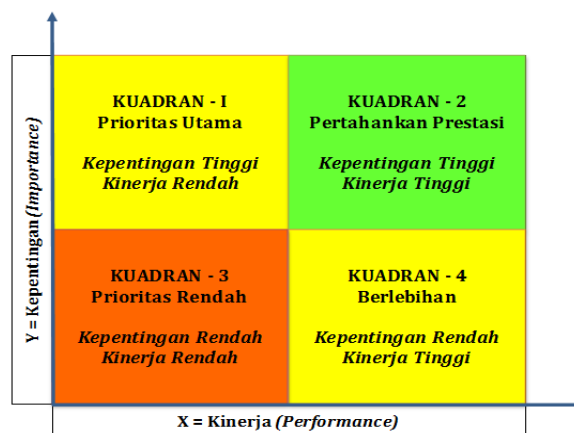 KUADRAN - I
Prioritas Utama
Kepentingan Tinggi
Kinerja Rendah
KUADRAN - 2
Pertahankan Prestasi
Kepentingan Tinggi
Kinerja Tinggi
KUADRAN - 3
Prioritas Rendah
Kepentingan Rendah
Kinerja Rendah
KUADRAN - 4
Berlebihan
Kepentingan Rendah
Kinerja Tinggi
Y = Kepentingan (Importance)
X = Kinerja (Performance)